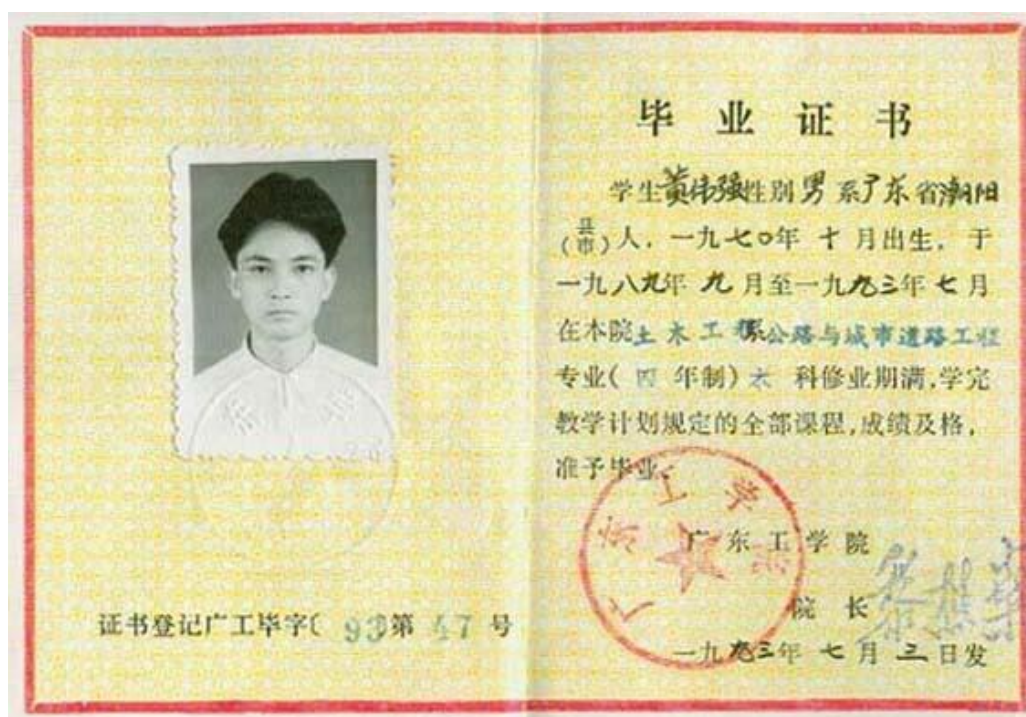 证书登记广工毕字〔93〕第47号
毕业证书
学生黄伟强性别男系广东省潮阳
(县市)人,一九七〇年十月出生,于
一九八九年九月至一九九三年七月
在本院土木工程系公路与城市道路工程
专业(四年制)本科修业期满,学完
教学计划规定的全部课程,成绩及格,
准予毕业。
广东工学院
广东工学院
院长
一九九三年七月三日发